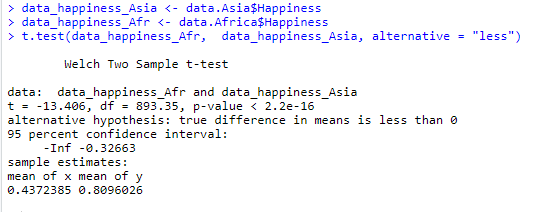 > data_happiness_Asia <- data.Asia$Happiness
> data_happiness_Afr <- data.Africa$Happiness
> t.test(data_happiness_Afr,  data_happiness_Asia, alternative = "less")
Welch Two Sample t-test
data:  data_happiness_Afr and data_happiness_Asia
t = -13.406, df = 893.35, p-value < 2.2e-16
alternative hypothesis: true difference in means is less than 0
95 percent confidence interval:
-Inf -0.32663
sample estimates:
mean of x mean of y
0.4372385 0.8096026